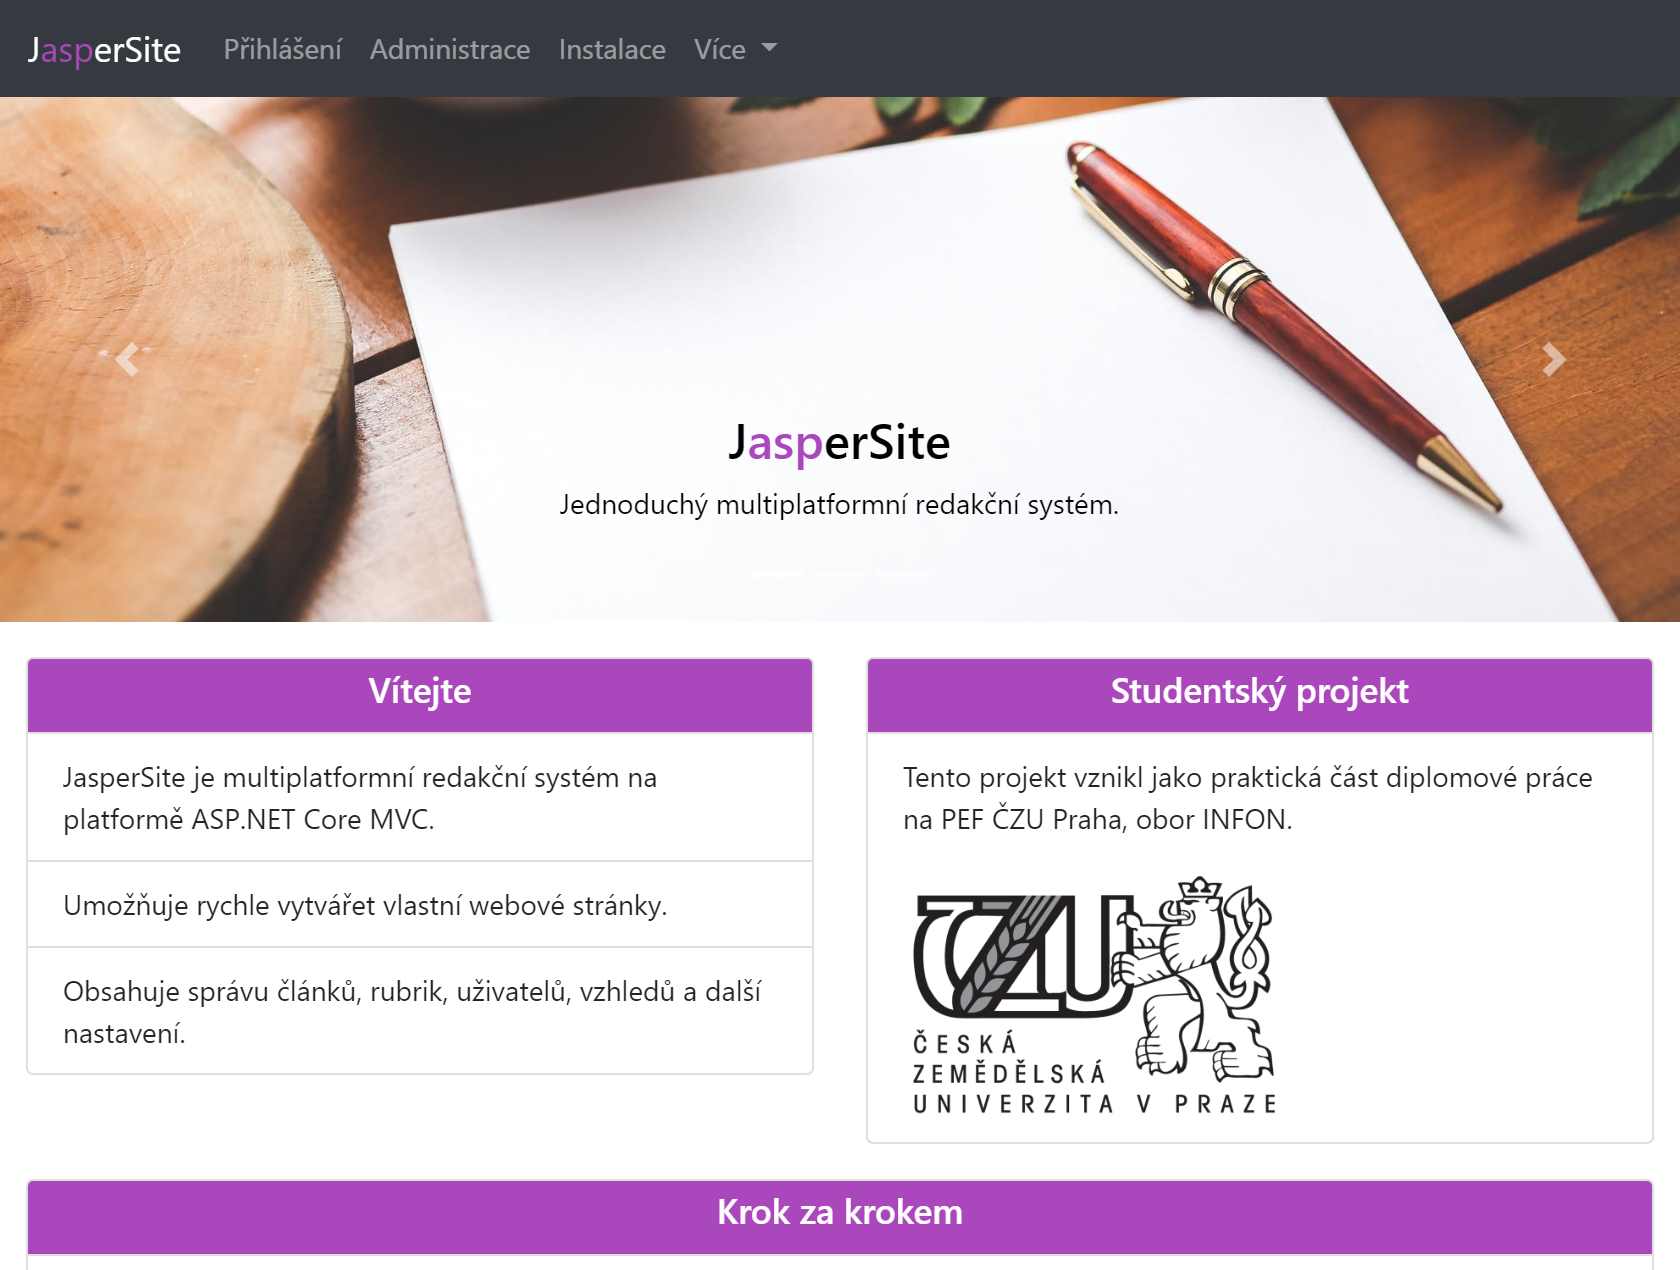 JasperSite Přihlášení Administrace Instalace Více
JasperSite
Jednoduchý multiplatformní redakční systém.
Vítejte
JasperSite je multiplatformní redakční systém na
platformě ASP.NET Core MVC.
Umožňuje rychle vytvářet vlastní webové stránky.
Obsahuje správu článků, rubrik, uživatelů, vzhledů a další
nastavení.
Studentský projekt
Tento projekt vznikl jako praktická část diplomové práce
na PEF ČZU Praha, obor INFON.
ČZU
ČESKÁ
ZEMĚDĚLSKÁ
UNIVERZITA V PRAZE
Krok za krokem